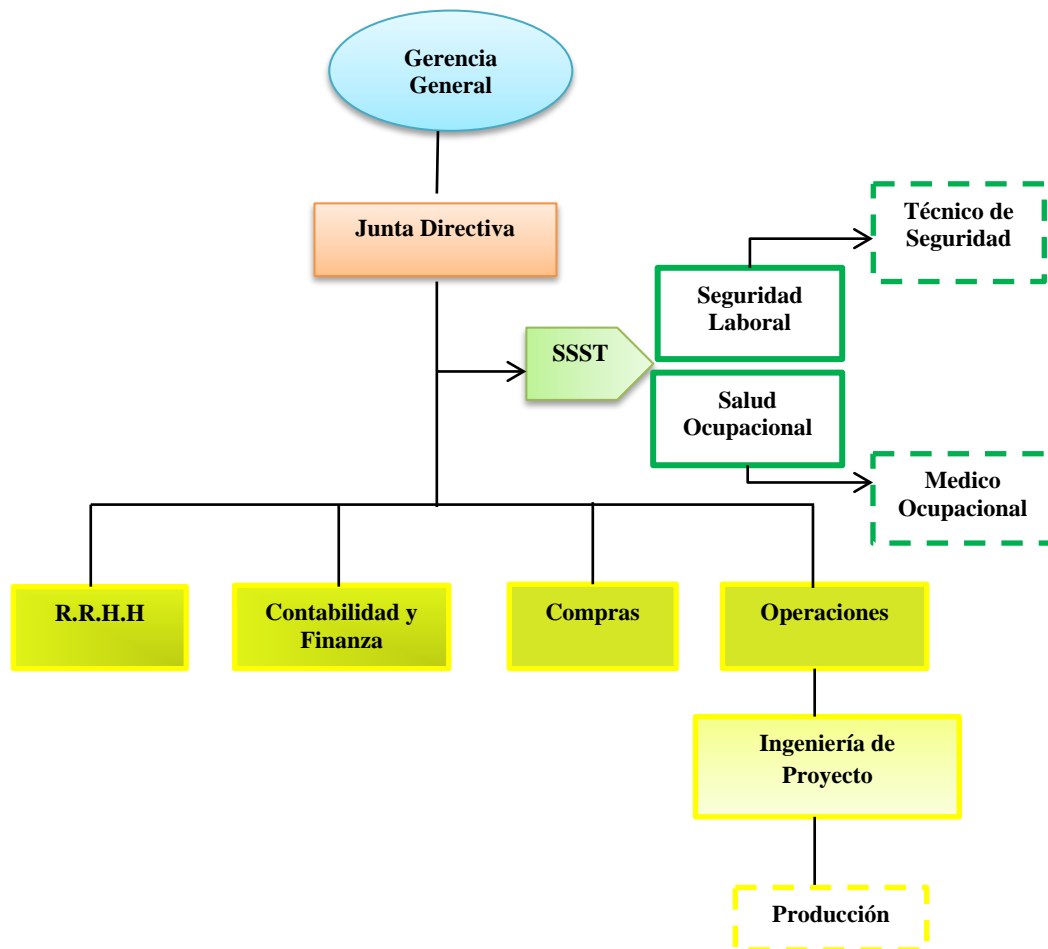 Gerencia
General
Junta Directiva
Técnico de
Seguridad
Seguridad
Laboral
SSST
Salud
Ocupacional
Medico
Ocupacional
R.R.H.H
Contabilidad y
Finanza
Compras
Operaciones
Ingeniería de
Proyecto
Producción